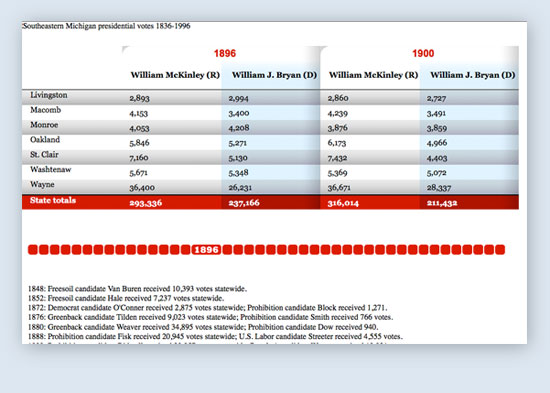 Southeastern Michigan presidential votes 1836-1996
1896 1900
William McKinley (R) William J. Bryan (D) William McKinley (R) William J. Bryan (D)
Livingston 2,893 2,994 2,860 2,727
Macomb 4,153 3,400 4,239 3,491
Monroe 4,053 4,208 3,876 3,859
Oakland 5,846 5,271 6,173 4,966
St. Clair 7,160 5,130 7,432 4,403
Washtenaw 5,671 5,348 5,369 5,072
Wayne 36,400 26,231 36,671 28,337
State totals 293,336 237,166 316,014 211,432
1896
1848: Freesoil candidate Van Buren received 10,393 votes statewide.
1852: Freesoil candidate Hale received 7,237 votes statewide.
1872: Democrat candidate O'Conner received 2,875 votes statewide; Prohibition candidate Block received 1,271.
1876: Greenback candidate Tilden received 9,023 votes statewide; Prohibition candidate Smith received 766 votes.
1880: Greenback candidate Weaver received 34,895 votes statewide; Prohibition candidate Dow received 940.
1888: Prohibition candidate Fisk received 20,945 votes statewide; U.S. Labor candidate Streeter received 4,555 votes.